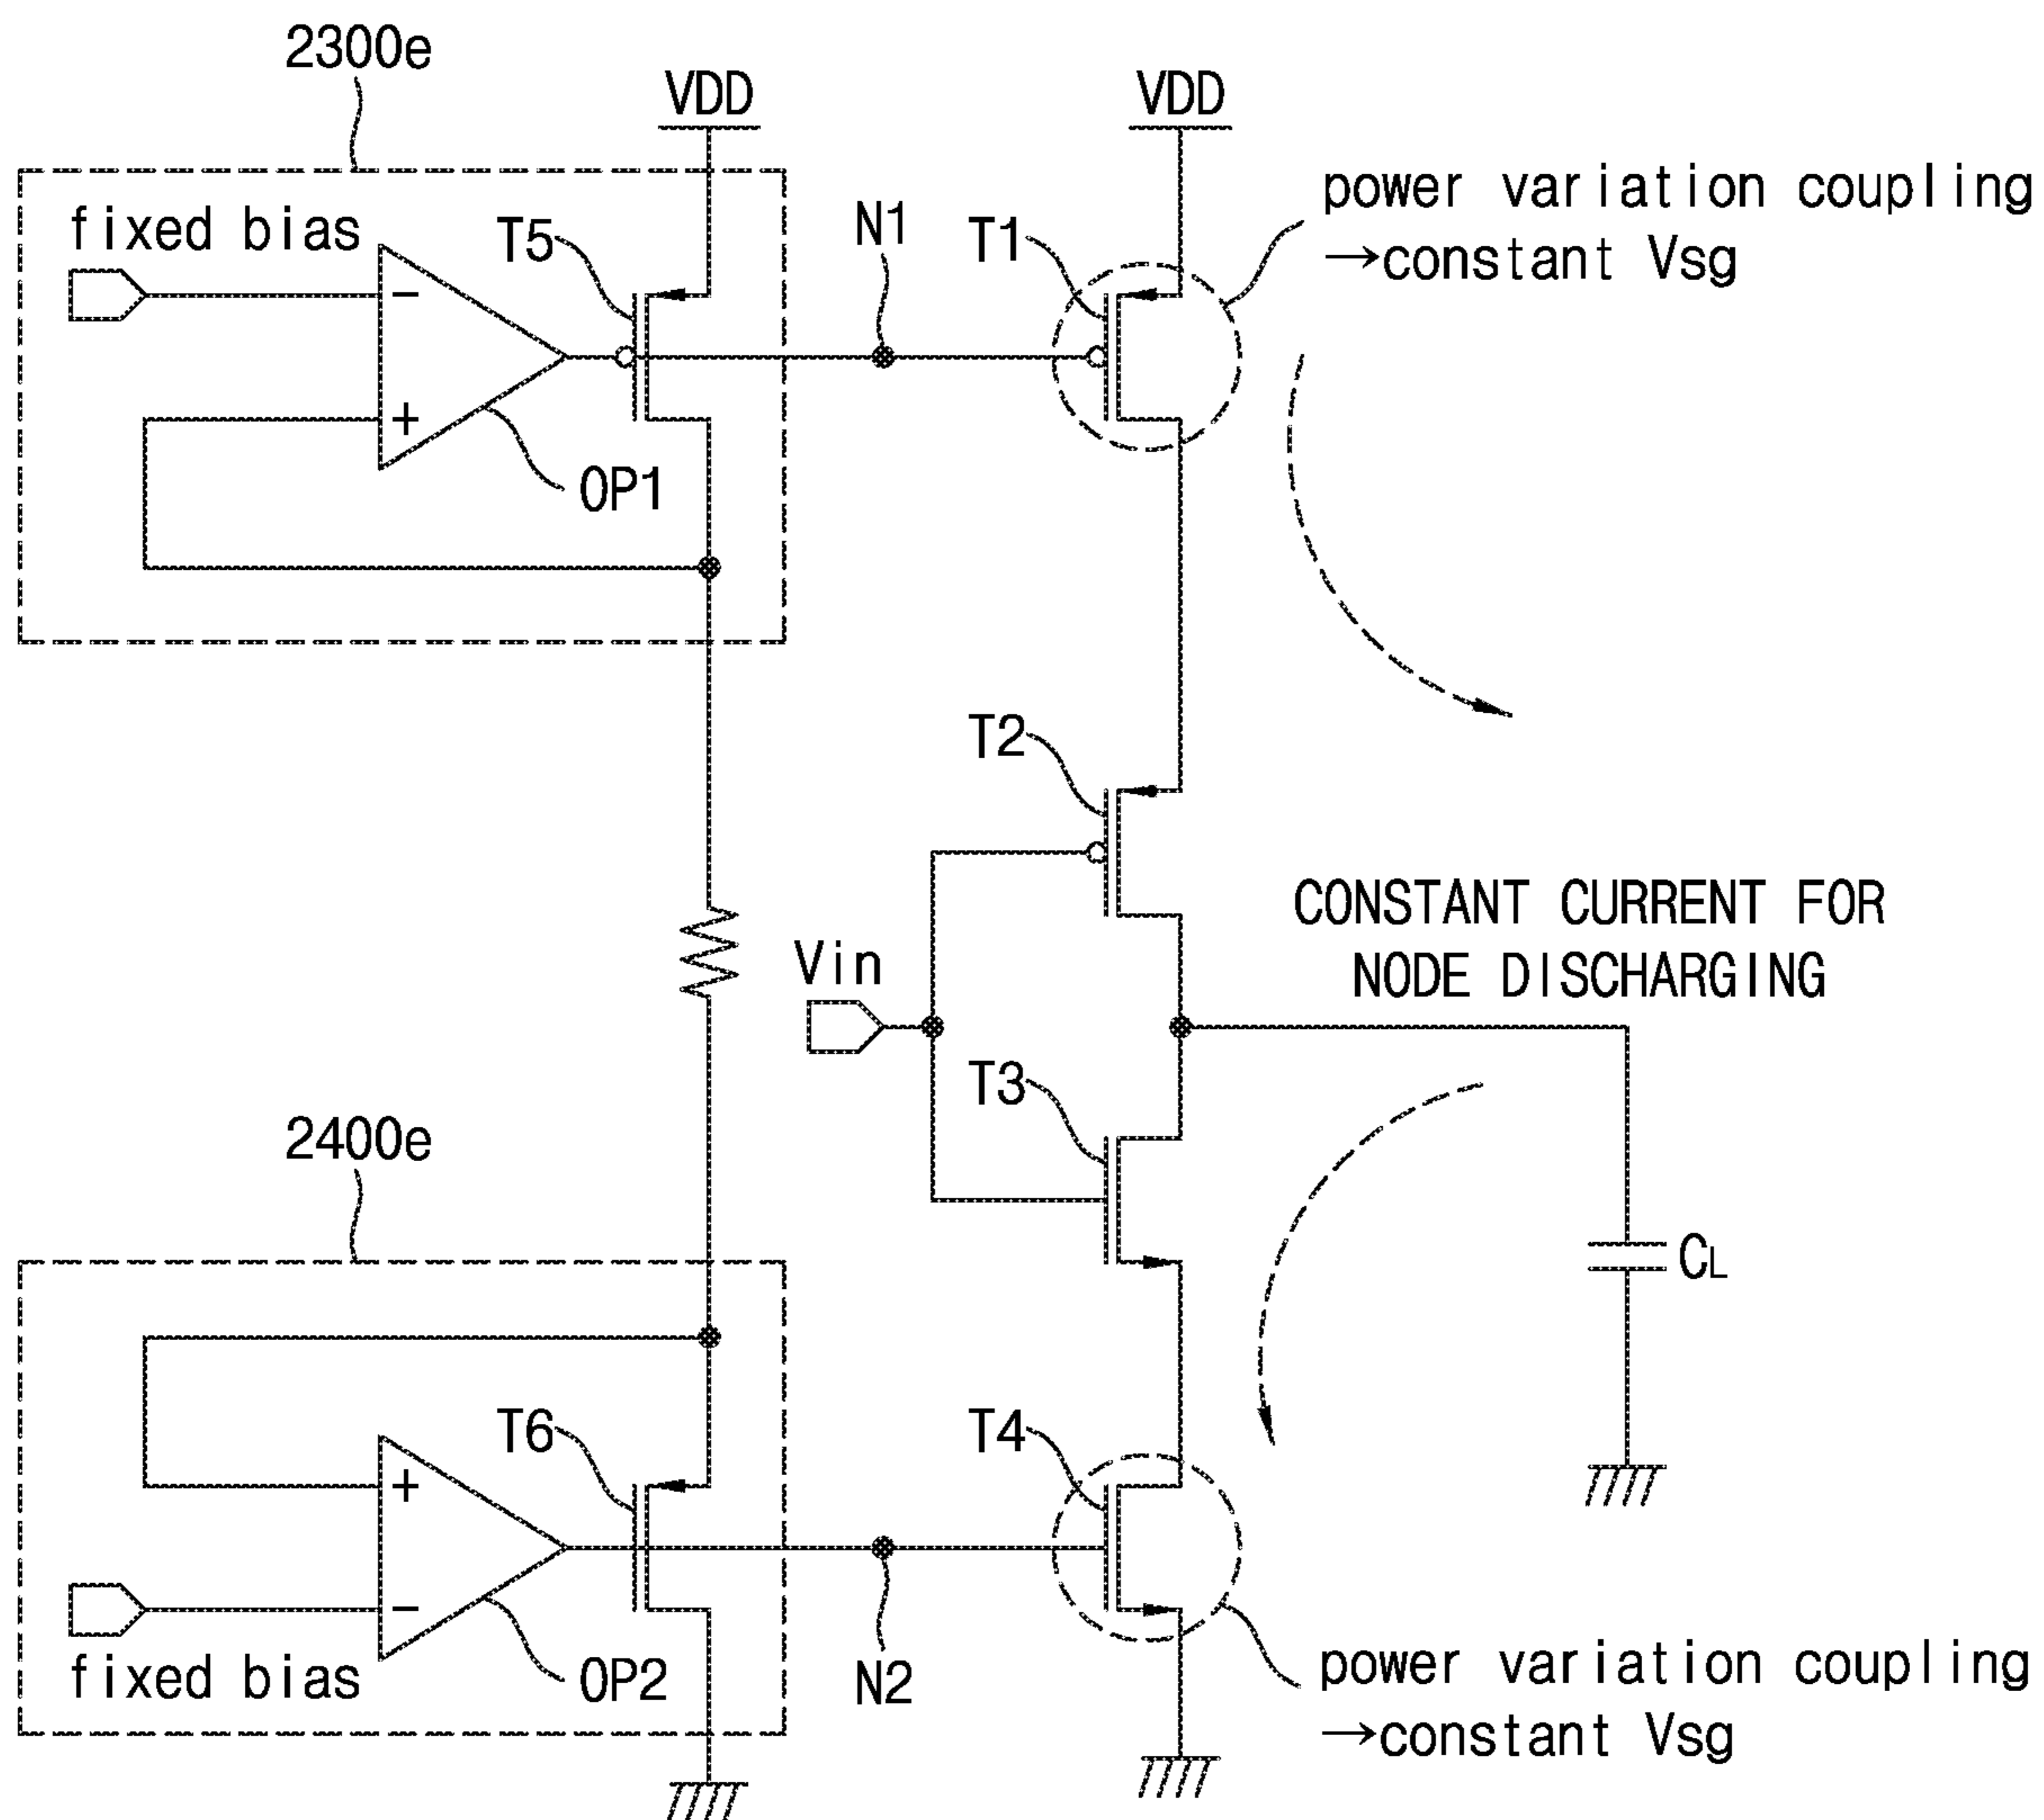 2300e
VDD
VDD
fixed bias
T5
N1
T1
power variation coupling
→constant Vsg
−
+
OP1
T2
CONSTANT CURRENT FOR
NODE DISCHARGING
Vin
T3
2400e
CL
T6
T4
+
−
fixed bias
OP2
N2
power variation coupling
→constant Vsg